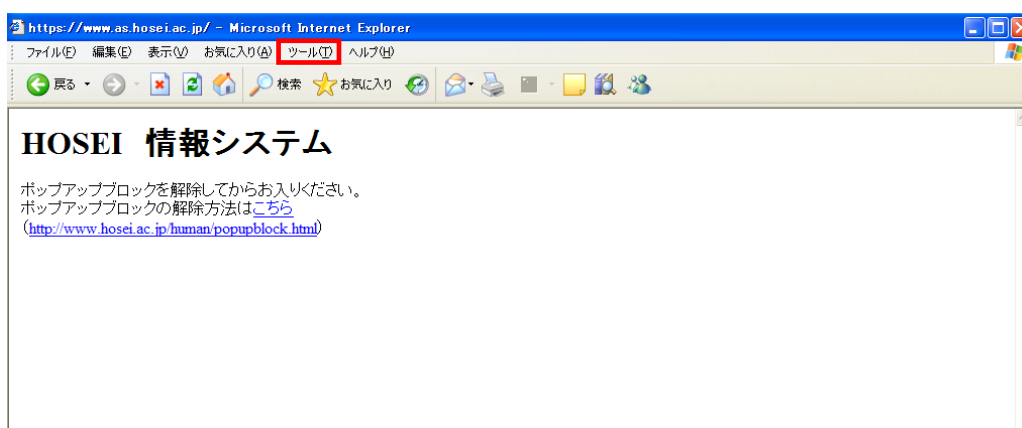 https://www.as.hosei.ac.jp/ - Microsoft Internet Explorer
ファイル(F) 編集(E) 表示(V) お気に入り(A) ツール(T) ヘルプ(H)
戻る 検索 お気に入り
HOSEI 情報システム
ポップアップブロックを解除してからお入りください。
ポップアップブロックの解除方法はこちら
(http://www.hosei.ac.jp/human/popupblock.html)